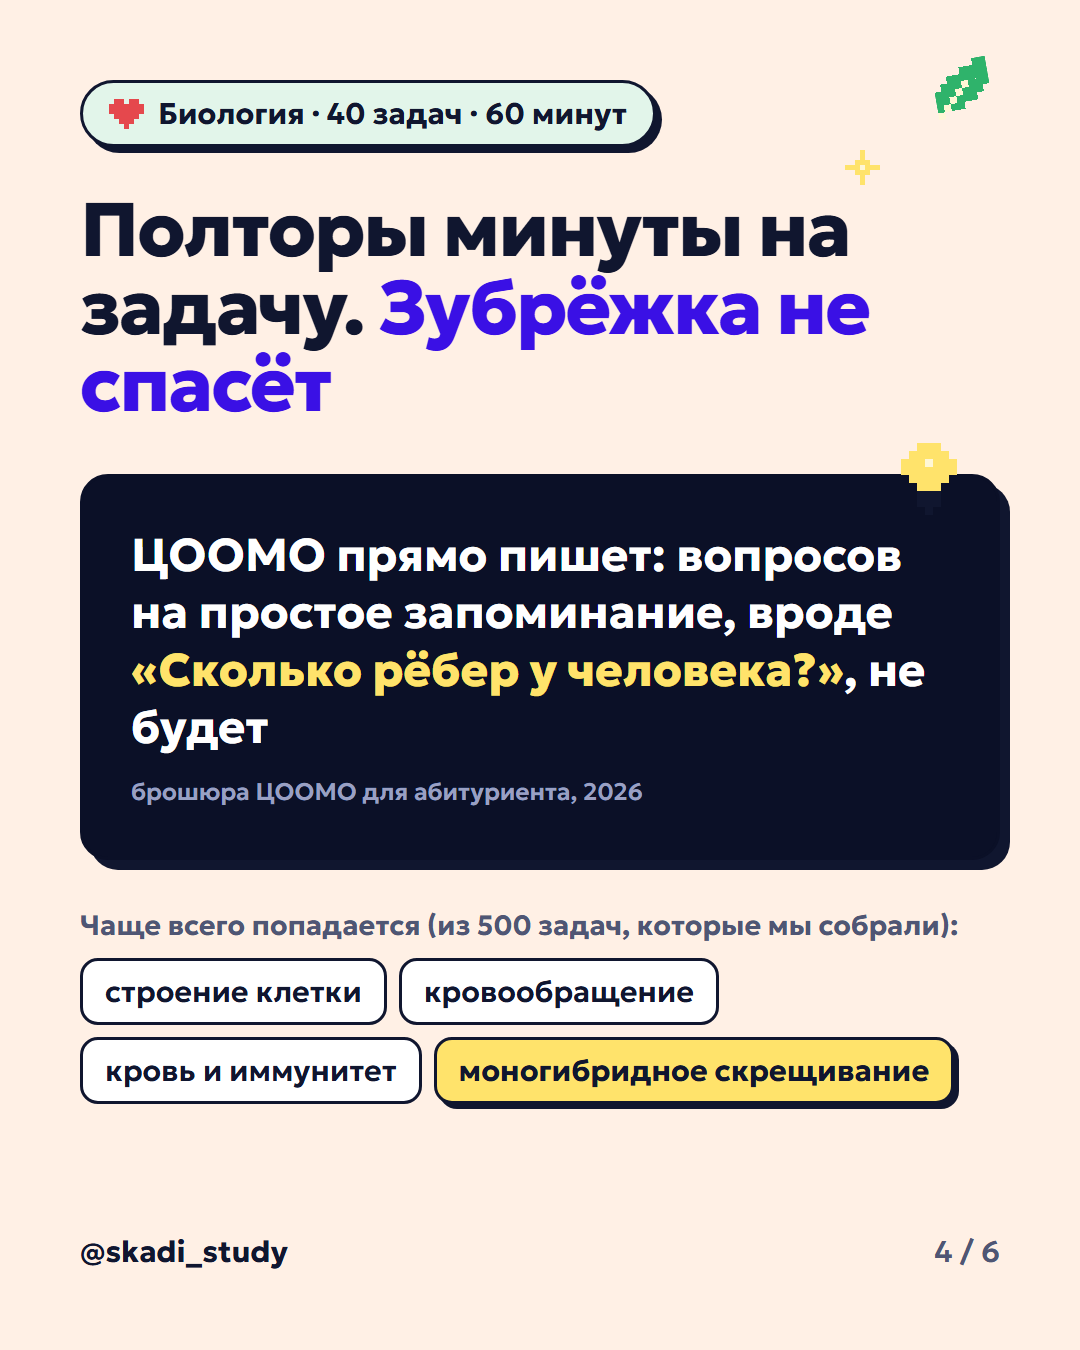 Биология · 40 задач · 60 минут
Полторы минуты на
задачу. Зубрёжка не
спасёт
ЦООМО прямо пишет: вопросов
на простое запоминание, вроде
«Сколько рёбер у человека?», не
будет
брошюра ЦООМО для абитуриента, 2026
Чаще всего попадается (из 500 задач, которые мы собрали):
строение клетки
кровообращение
кровь и иммунитет
моногибридное скрещивание
@skadi_study
4 / 6